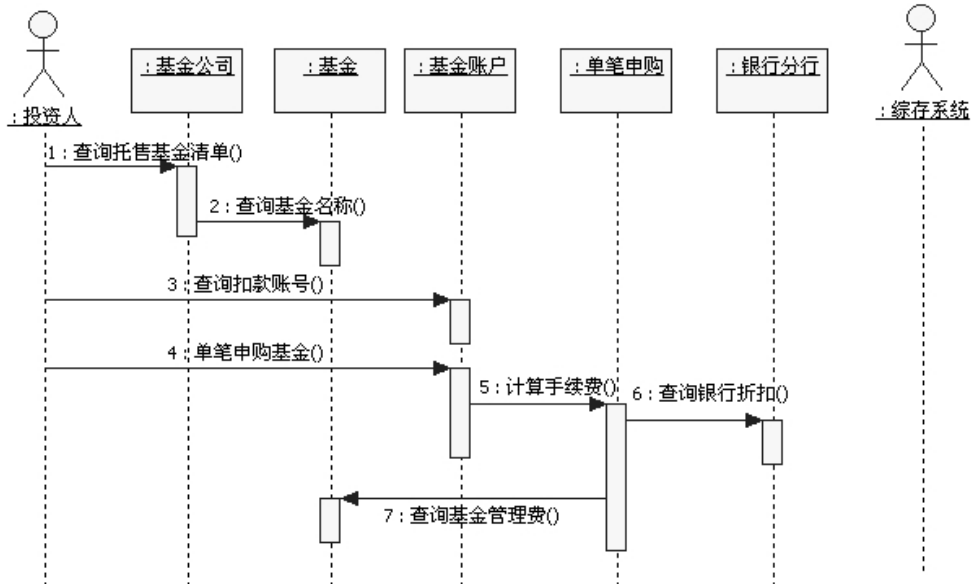 : 基金公司
: 基金
: 基金账户
: 单笔申购
: 银行分行
: 投资人
: 综存系统
1 : 查询托售基金清单()
2 : 查询基金名称()
3 : 查询扣款账号()
4 : 单笔申购基金()
5 : 计算手续费()
6 : 查询银行折扣()
7 : 查询基金管理费()